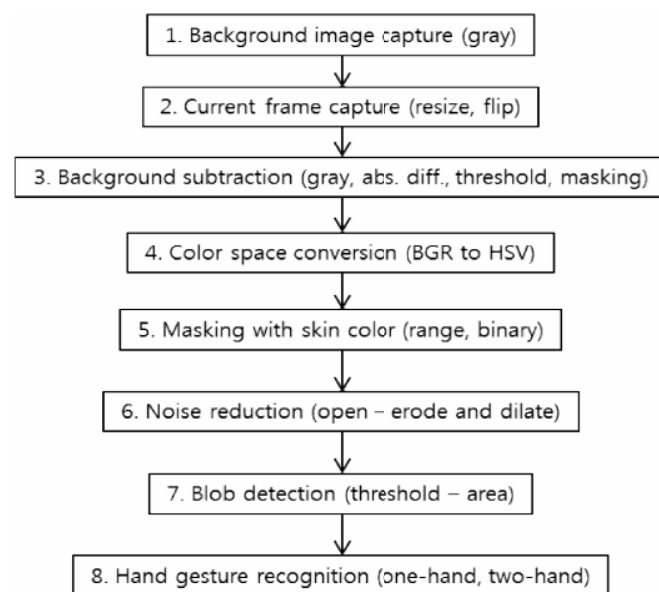 1. Background image capture (gray)
2. Current frame capture (resize, flip)
3. Background subtraction (gray, abs. diff., threshold, masking)
4. Color space conversion (BGR to HSV)
5. Masking with skin color (range, binary)
6. Noise reduction (open – erode and dilate)
7. Blob detection (threshold – area)
8. Hand gesture recognition (one-hand, two-hand)